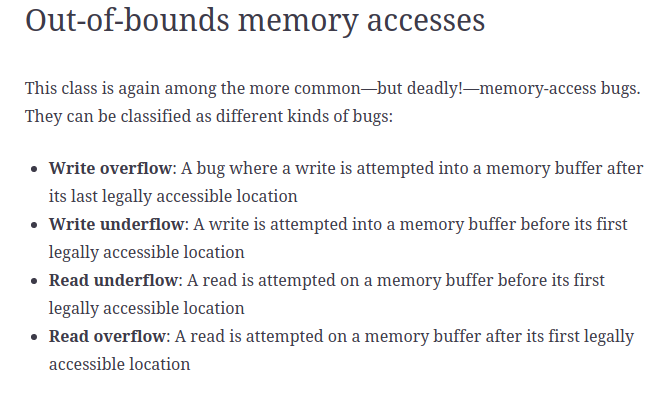 Out-of-bounds memory accesses
This class is again among the more common—but deadly!—memory-access bugs.
They can be classified as different kinds of bugs:
• Write overflow: A bug where a write is attempted into a memory buffer after
its last legally accessible location
• Write underflow: A write is attempted into a memory buffer before its first
legally accessible location
• Read underflow: A read is attempted on a memory buffer before its first
legally accessible location
• Read overflow: A read is attempted on a memory buffer after its first legally
accessible location